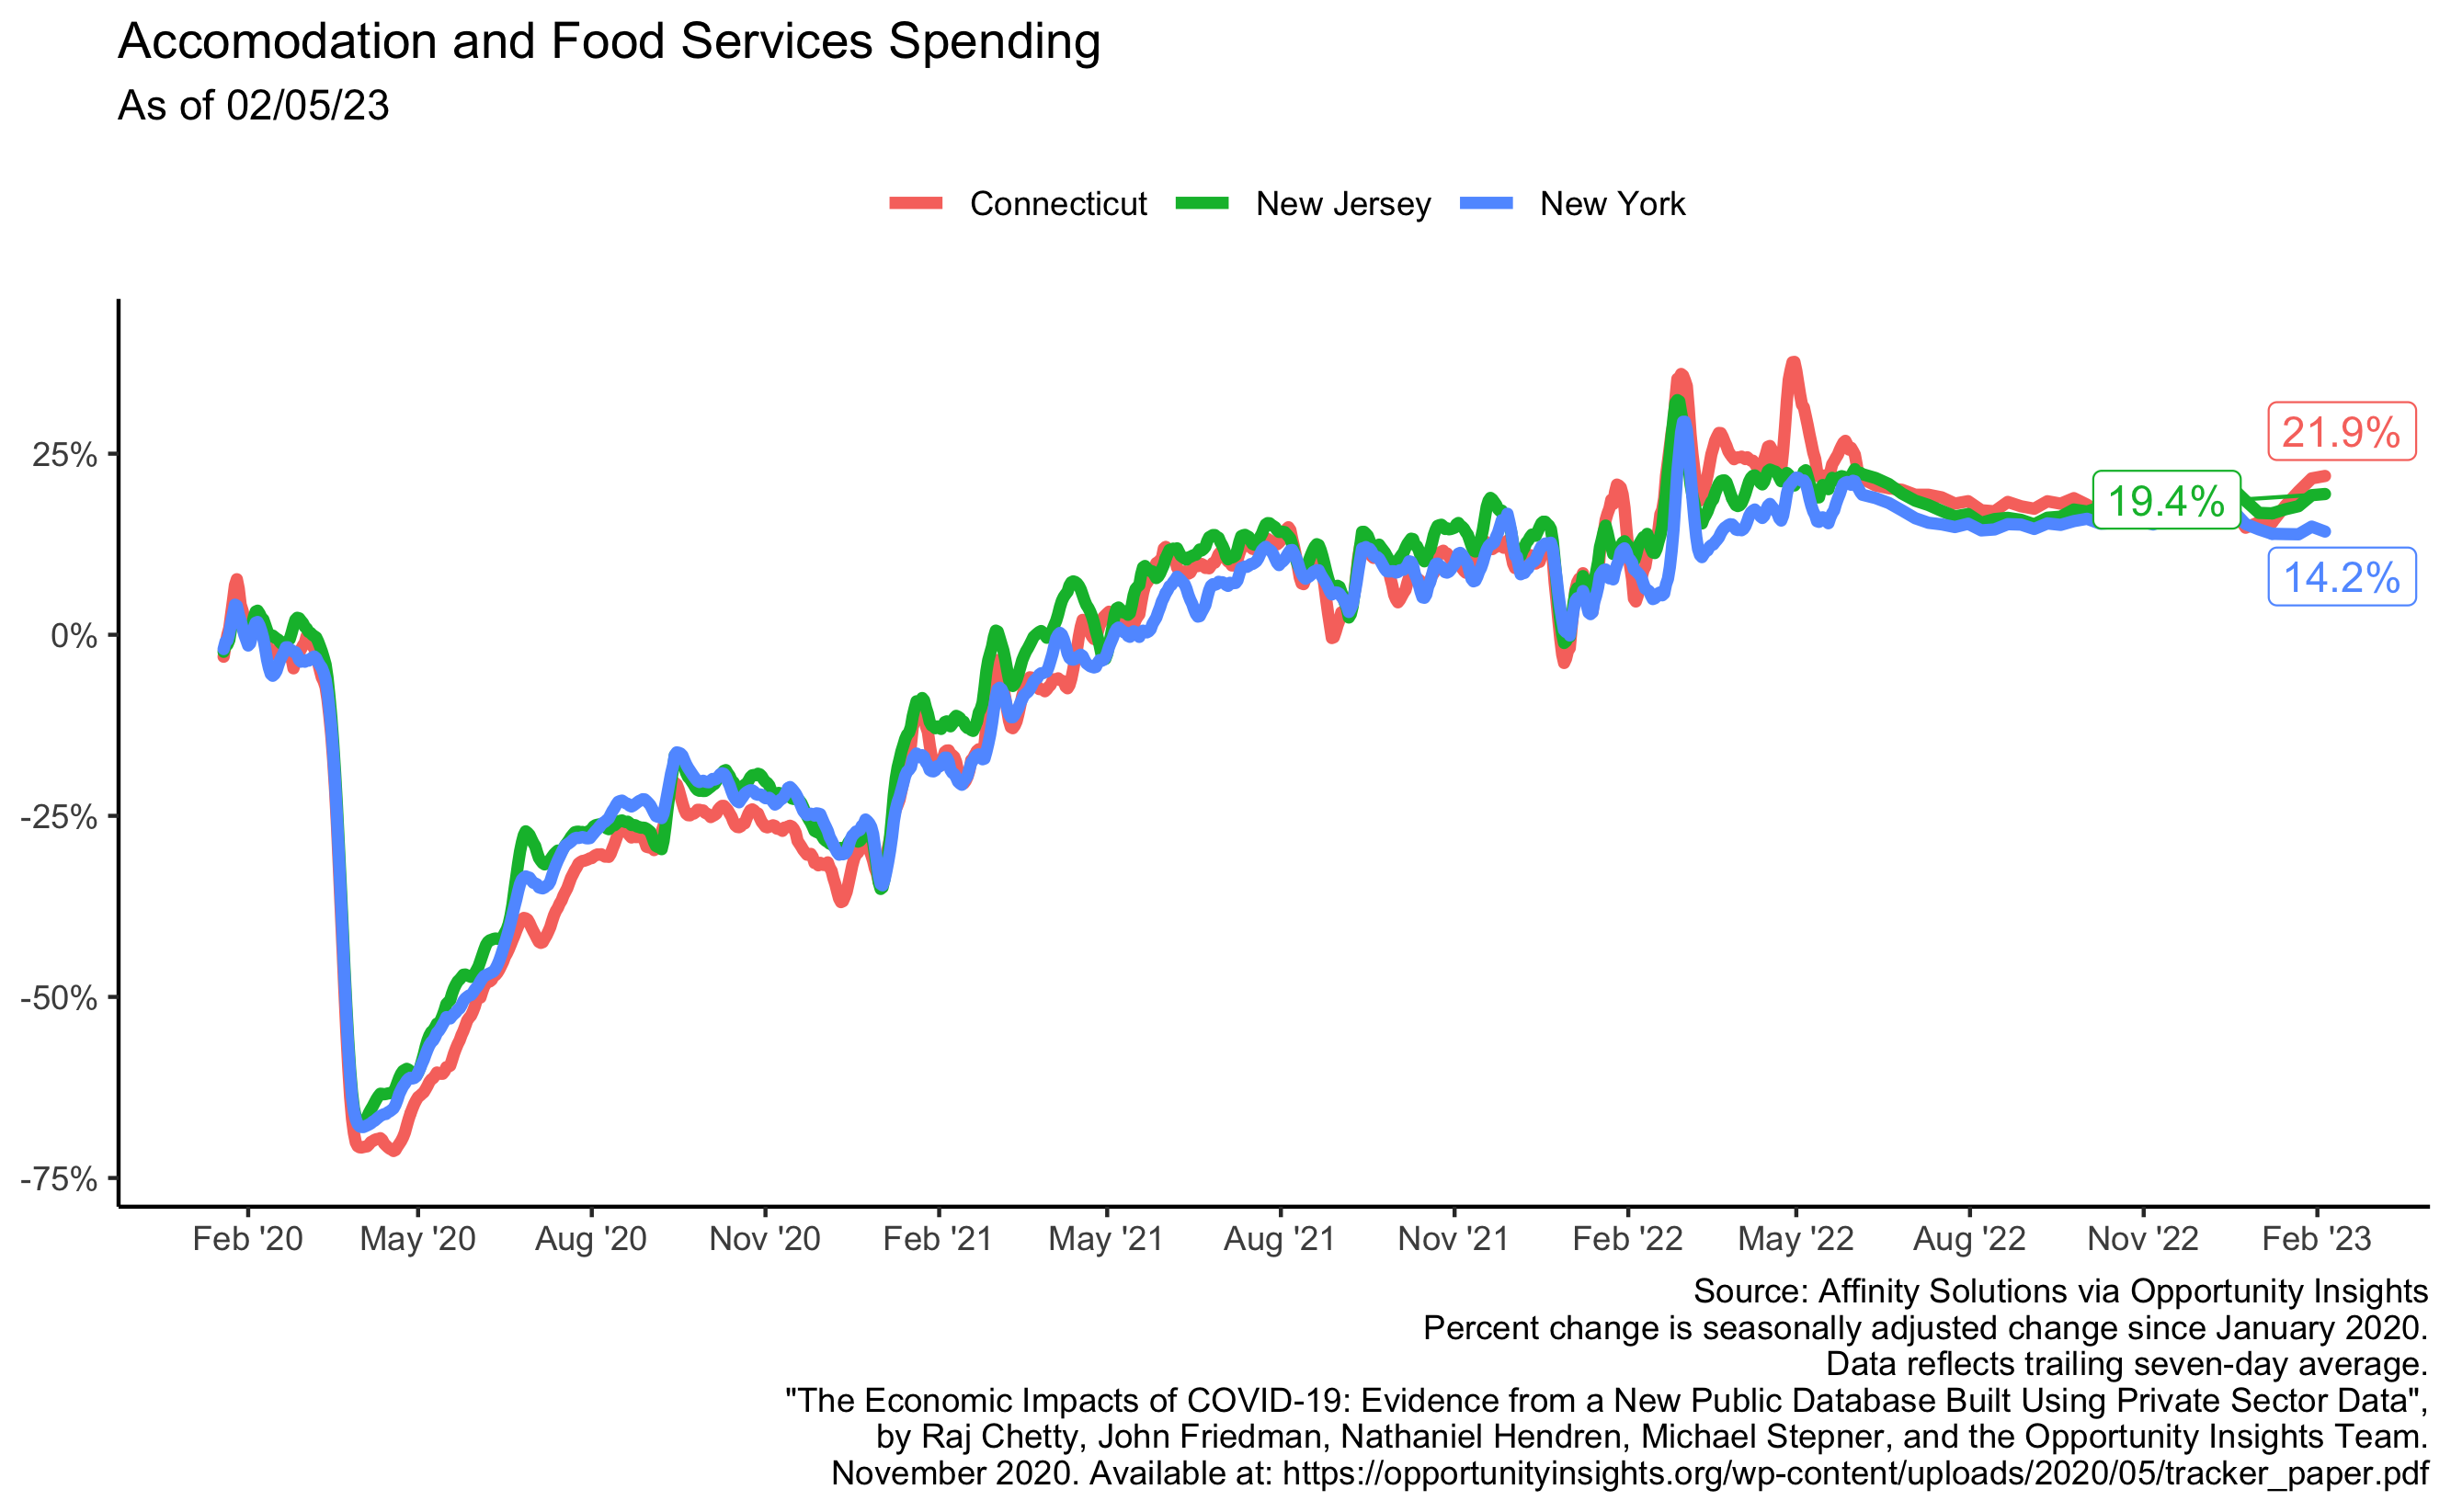 Accomodation and Food Services Spending
As of 02/05/23
Connecticut New Jersey New York
25%
0%
-25%
-50%
-75%
21.9%
19.4%
14.2%
Feb '20 May '20 Aug '20 Nov '20 Feb '21 May '21 Aug '21 Nov '21 Feb '22 May '22 Aug '22 Nov '22 Feb '23
Source: Affinity Solutions via Opportunity Insights
Percent change is seasonally adjusted change since January 2020.
Data reflects trailing seven-day average.
"The Economic Impacts of COVID-19: Evidence from a New Public Database Built Using Private Sector Data",
by Raj Chetty, John Friedman, Nathaniel Hendren, Michael Stepner, and the Opportunity Insights Team.
November 2020. Available at: https://opportunityinsights.org/wp-content/uploads/2020/05/tracker_paper.pdf